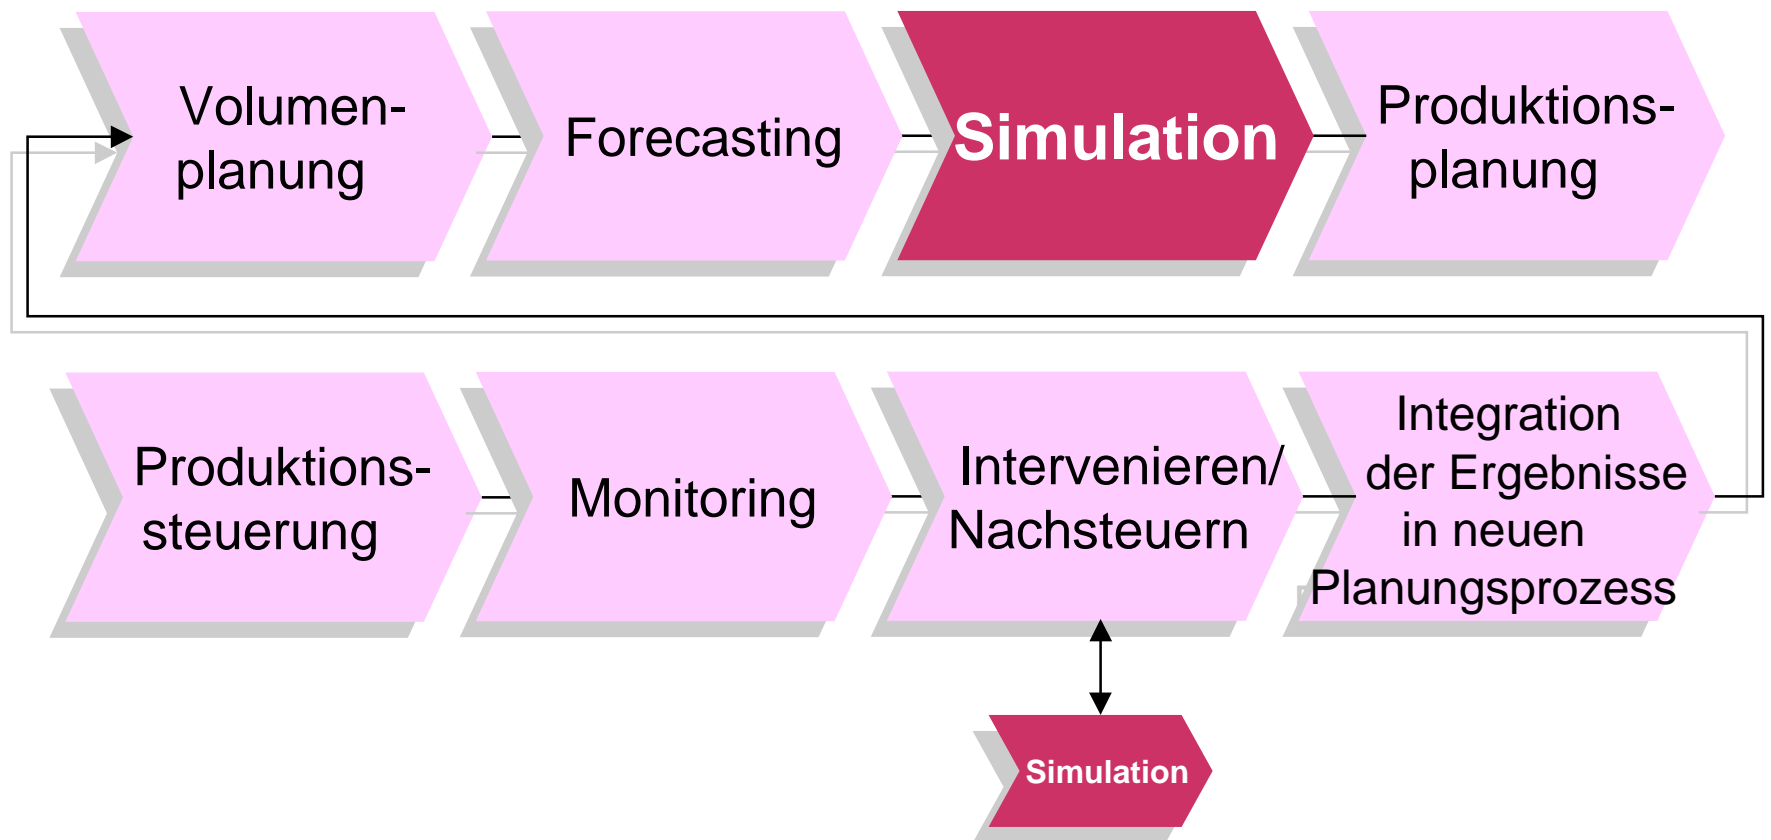 Volumen-
planung
Forecasting
Simulation
Produktions-
planung
Produktions-
steuerung
Monitoring
Intervenieren/
Nachsteuern
Integration
der Ergebnisse
in neuen
Planungsprozess
Simulation